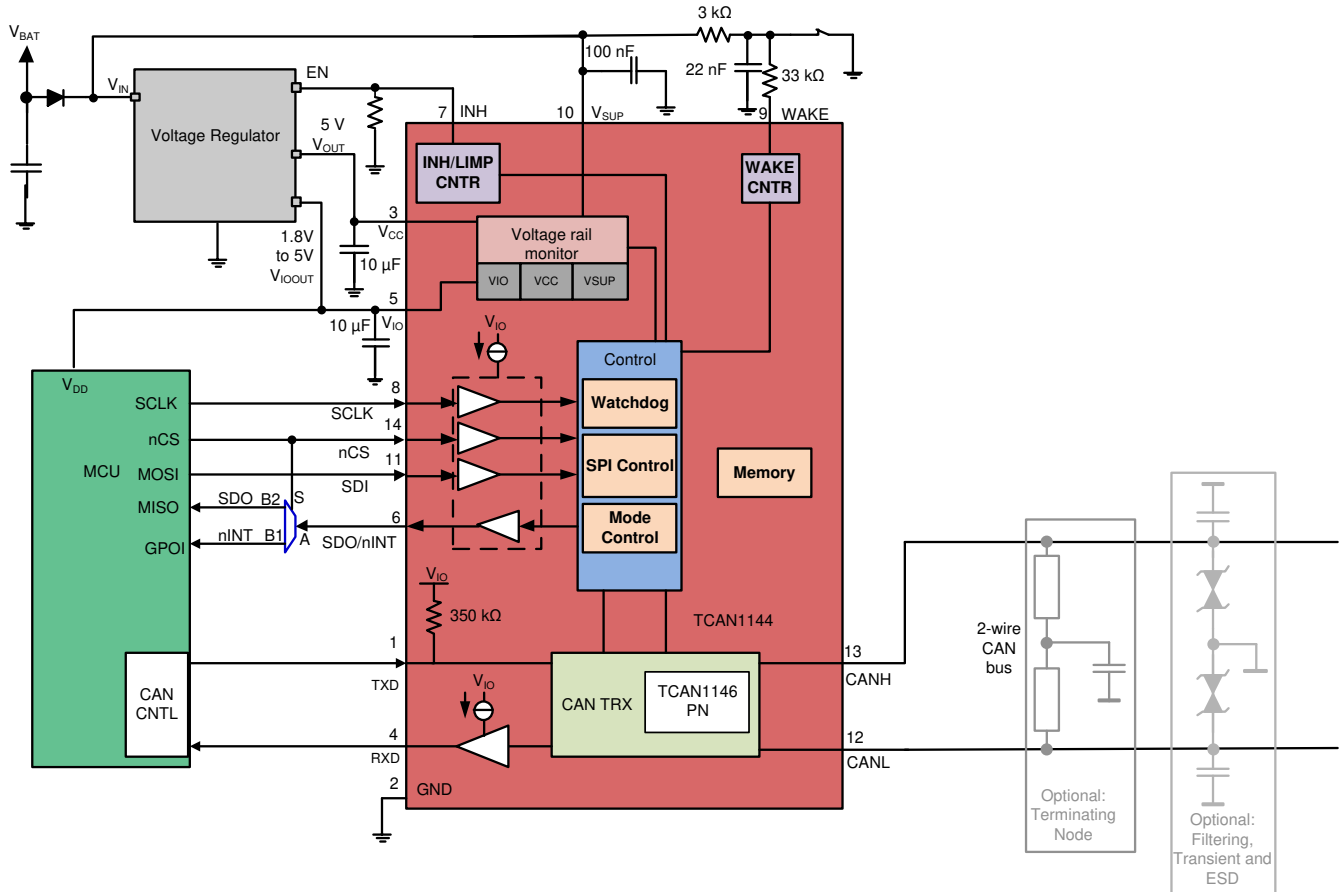 3 kΩ
VBAT
100 nF
22 nF
33 kΩ
VIN
EN
7
INH
10
VSUP
9
WAKE
Voltage Regulator
5 V
VOUT
INH/LIMP
CNTR
WAKE
CNTR
3
VCC
10 µF
1.8V
to 5V
VIOOUT
Voltage rail
monitor
VIO
VCC
VSUP
5
VIO
10 µF
VIO
Control
VDD
SCLK
8
SCLK
Watchdog
nCS
14
nCS
MCU
MOSI
11
SDI
SPI Control
Memory
MISO
SDO
B2
S
6
SDO/nINT
Mode
Control
GPOI
nINT
B1
A
VIO
350 kΩ
TCAN1144
2-wire
CAN
bus
1
TXD
13
CANH
CAN
CNTL
VIO
CAN TRX
TCAN1146
PN
4
RXD
12
CANL
2
GND
Optional:
Terminating
Node
Optional:
Filtering,
Transient and
ESD